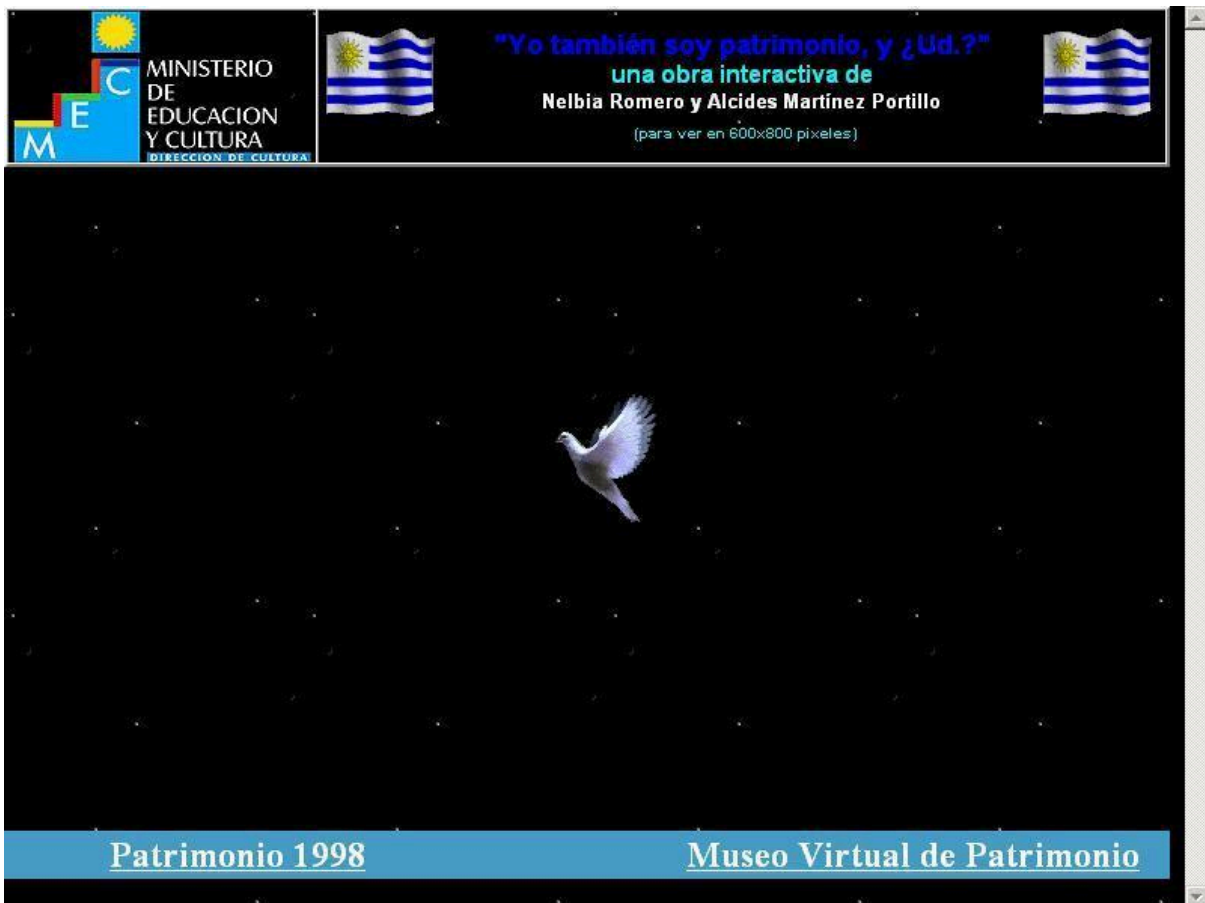 MEC
MINISTERIO
DE
EDUCACION
Y CULTURA
DIRECCION DE CULTURA
"Yo también soy patrimonio, y ¿Ud.?"
una obra interactiva de
Nelbia Romero y Alcides Martínez Portillo
(para ver en 600x800 pixeles)
Patrimonio 1998
Museo Virtual de Patrimonio